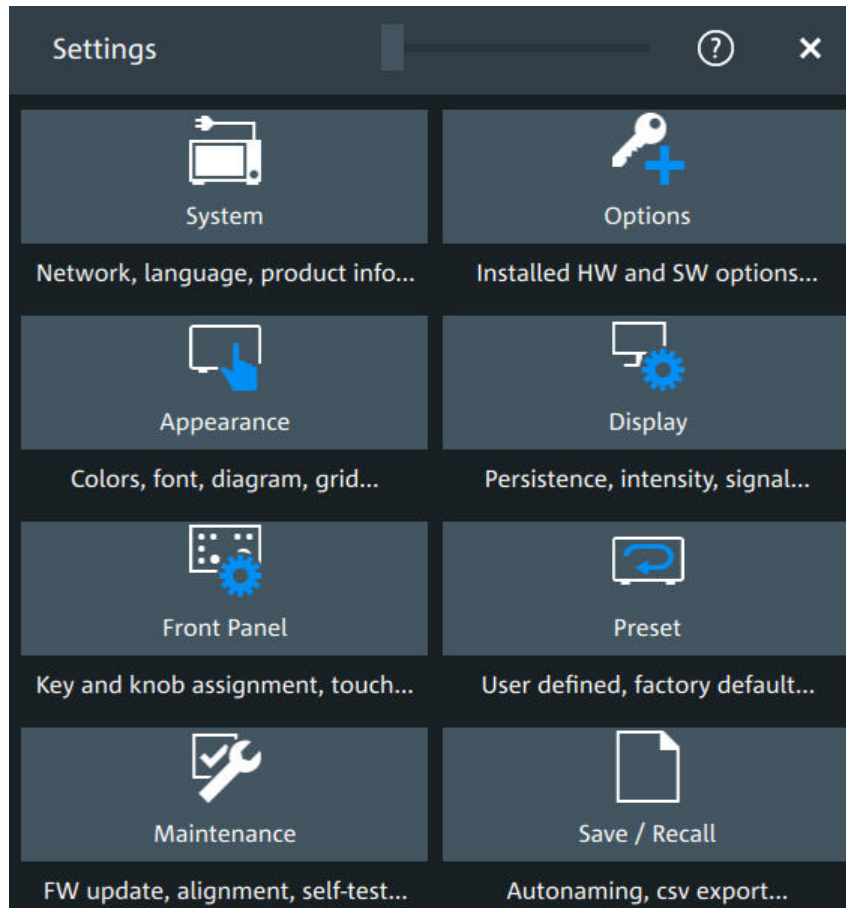 Settings
?
×
System
Options
Network, language, product info...
Installed HW and SW options...
Appearance
Display
Colors, font, diagram, grid...
Persistence, intensity, signal...
Front Panel
Preset
Key and knob assignment, touch...
User defined, factory default...
Maintenance
Save / Recall
FW update, alignment, self-test...
Autonaming, csv export...